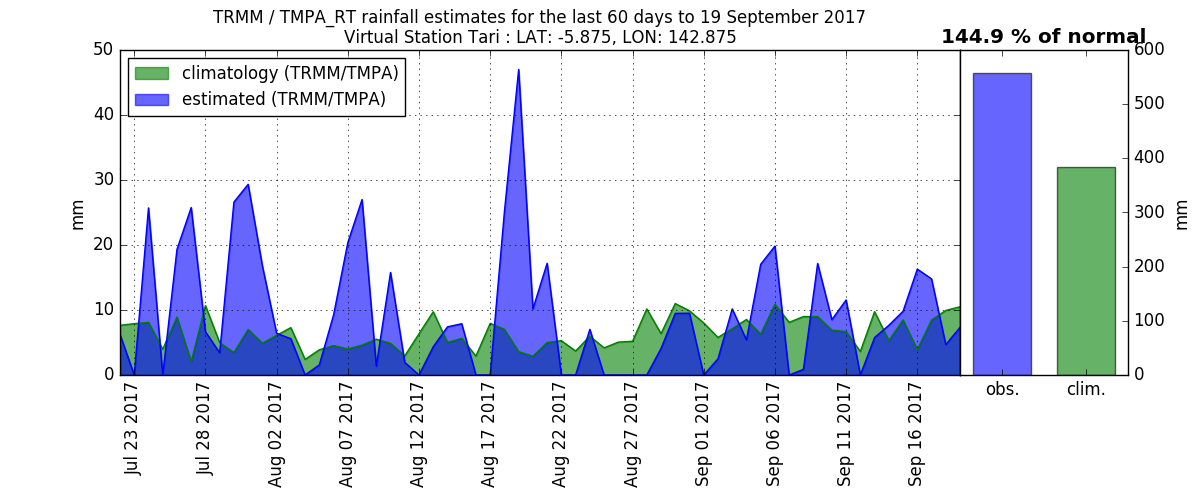 TRMM / TMPA_RT rainfall estimates for the last 60 days to 19 September 2017
Virtual Station Tari : LAT: -5.875, LON: 142.875
144.9 % of normal
climatology (TRMM/TMPA)
estimated (TRMM/TMPA)
50
40
30
20
10
0
mm
Jul 23 2017
Jul 28 2017
Aug 02 2017
Aug 07 2017
Aug 12 2017
Aug 17 2017
Aug 22 2017
Aug 27 2017
Sep 01 2017
Sep 06 2017
Sep 11 2017
Sep 16 2017
obs.
clim.
600
500
400
300
200
100
0
mm